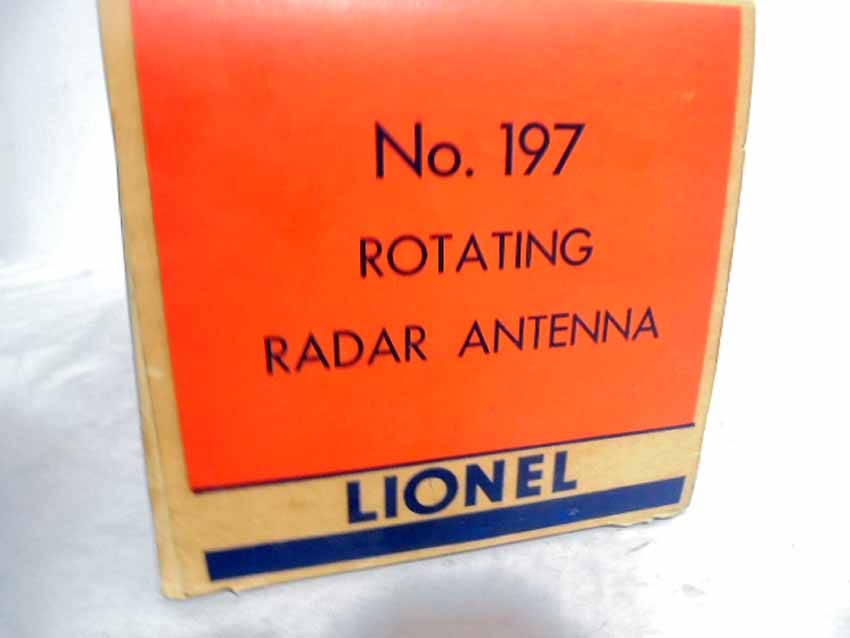 No. 197
ROTATING
RADAR ANTENNA
LIONEL